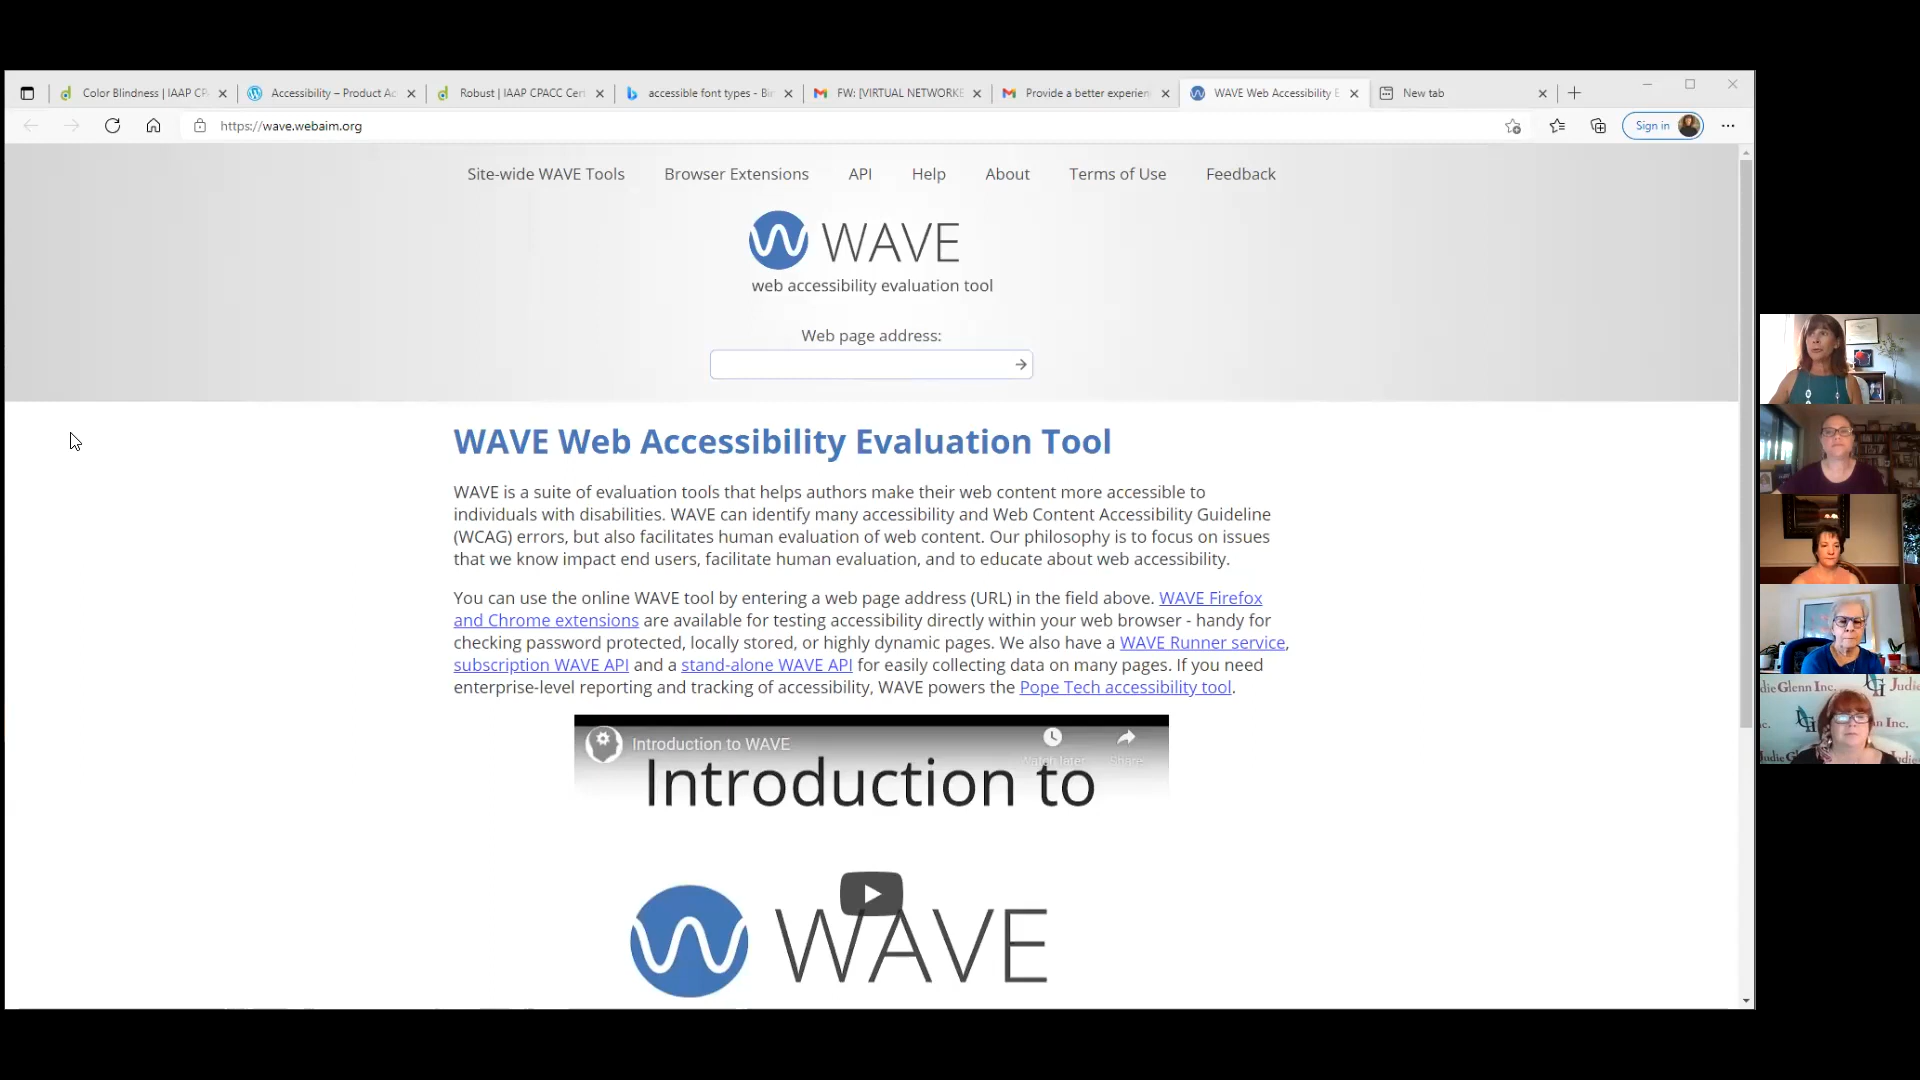 Color Blindness | IAAP CP
Accessibility – Product Ac
Robust | IAAP CPACC Cer
accessible font types - Bi
FW: [VIRTUAL NETWORKE
Provide a better experien
WAVE Web Accessibility E
New tab
https://wave.webaim.org
Sign in
Site-wide WAVE Tools
Browser Extensions
API
Help
About
Terms of Use
Feedback
WAVE
web accessibility evaluation tool
Web page address:
WAVE Web Accessibility Evaluation Tool
WAVE is a suite of evaluation tools that helps authors make their web content more accessible to
individuals with disabilities. WAVE can identify many accessibility and Web Content Accessibility Guideline
(WCAG) errors, but also facilitates human evaluation of web content. Our philosophy is to focus on issues
that we know impact end users, facilitate human evaluation, and to educate about web accessibility.
You can use the online WAVE tool by entering a web page address (URL) in the field above. WAVE Firefox
and Chrome extensions are available for testing accessibility directly within your web browser - handy for
checking password protected, locally stored, or highly dynamic pages. We also have a WAVE Runner service,
subscription WAVE API and a stand-alone WAVE API for easily collecting data on many pages. If you need
enterprise-level reporting and tracking of accessibility, WAVE powers the Pope Tech accessibility tool.
Introduction to WAVE
Watch later
Share
Introduction to
WAVE
die Glenn Inc.
Judie
c.
Inc.